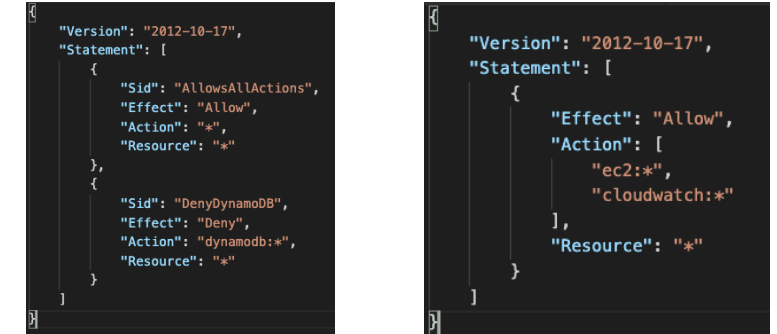 {
"Version": "2012-10-17",
"Statement": [
{
"Sid": "AllowsAllActions",
"Effect": "Allow",
"Action": "*",
"Resource": "*"
},
{
"Sid": "DenyDynamoDB",
"Effect": "Deny",
"Action": "dynamodb:*",
"Resource": "*"
}
]
}
{
"Version": "2012-10-17",
"Statement": [
{
"Effect": "Allow",
"Action": [
"ec2:*",
"cloudwatch:*"
],
"Resource": "*"
}
]
}